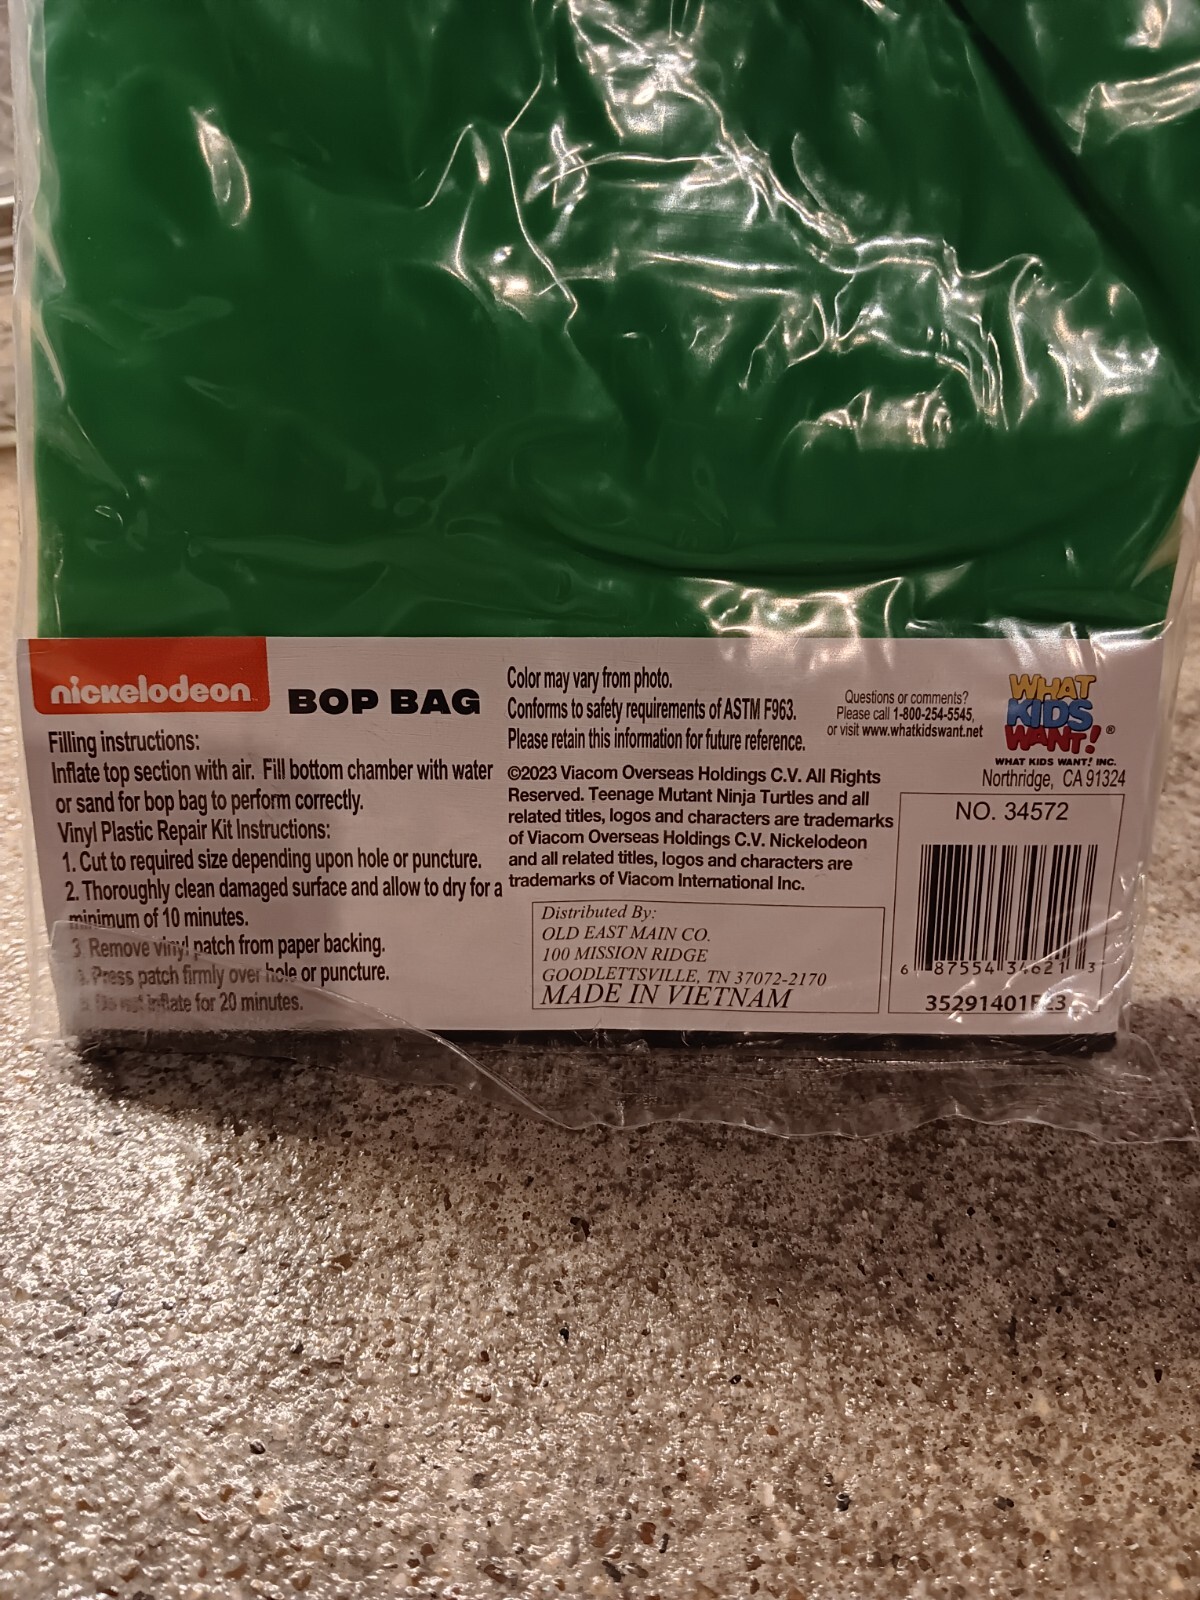 nickelodeon
BOP BAG
Filling instructions:
Inflate top section with air. Fill bottom chamber with water
or sand for bop bag to perform correctly.
Vinyl Plastic Repair Kit Instructions:
1. Cut to required size depending upon hole or puncture.
2. Thoroughly clean damaged surface and allow to dry for a
minimum of 10 minutes.
3. Remove vinyl patch from paper backing.
Press patch firmly over hole or puncture.
Do not inflate for 20 minutes.
Color may vary from photo.
Conforms to safety requirements of ASTM F963.
Please retain this information for future reference.
©2023 Viacom Overseas Holdings C.V. All Rights
Reserved. Teenage Mutant Ninja Turtles and all
related titles, logos and characters are trademarks
of Viacom Overseas Holdings C.V. Nickelodeon
and all related titles, logos and characters are
trademarks of Viacom International Inc.
Distributed By:
OLD EAST MAIN CO.
100 MISSION RIDGE
GOODLETTSVILLE, TN 37072-2170
MADE IN VIETNAM
Questions or comments?
Please call 1-800-254-5545,
or visit www.whatkidswant.net
WHAT
KIDS
WANT!®
WHAT KIDS WANT! INC.
Northridge, CA 91324
NO. 34572
6 87554 34621 3